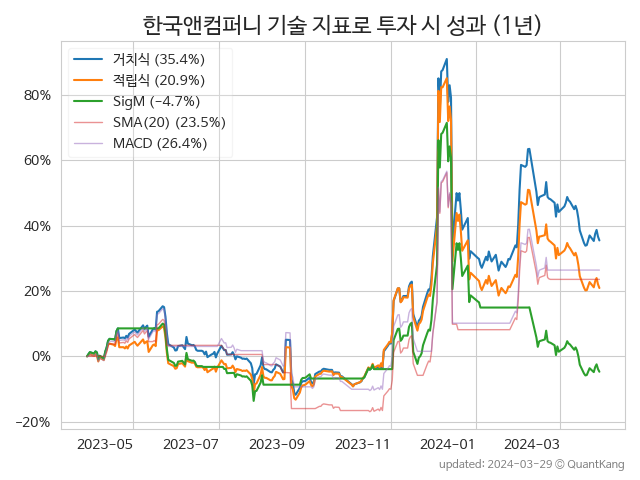 한국앤컴퍼니 기술 지표로 투자 시 성과 (1년)
거치식 (35.4%)
적립식 (20.9%)
SigM (−4.7%)
SMA(20) (23.5%)
MACD (26.4%)
80%
60%
40%
20%
0%
−20%
2023−05
2023−07
2023−09
2023−11
2024−01
2024−03
updated: 2024−03−29 © QuantKang